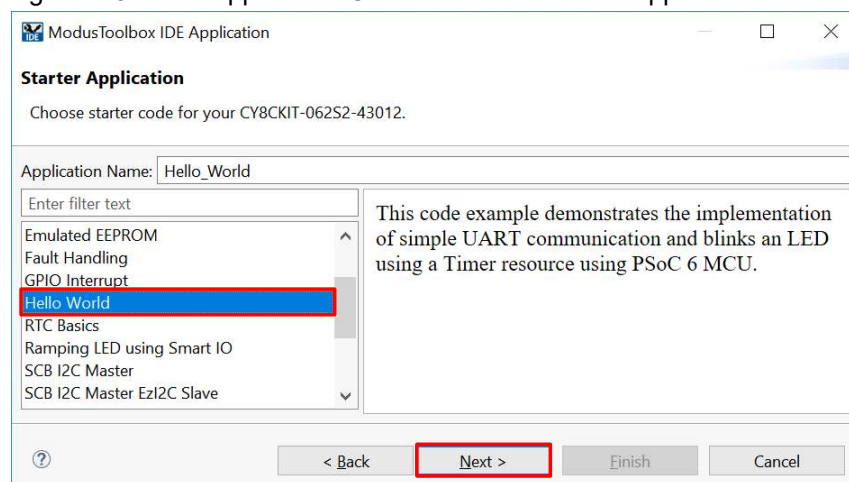 ModusToolbox IDE Application
Starter Application
Choose starter code for your CY8CKIT-062S2-43012.
Application Name: Hello_World
Enter filter text
Emulated EEPROM
Fault Handling
GPIO Interrupt
Hello World
RTC Basics
Ramping LED using Smart IO
SCB I2C Master
SCB I2C Master EzI2C Slave
This code example demonstrates the implementation
of simple UART communication and blinks an LED
using a Timer resource using PSoC 6 MCU.
? < Back Next > Finish Cancel